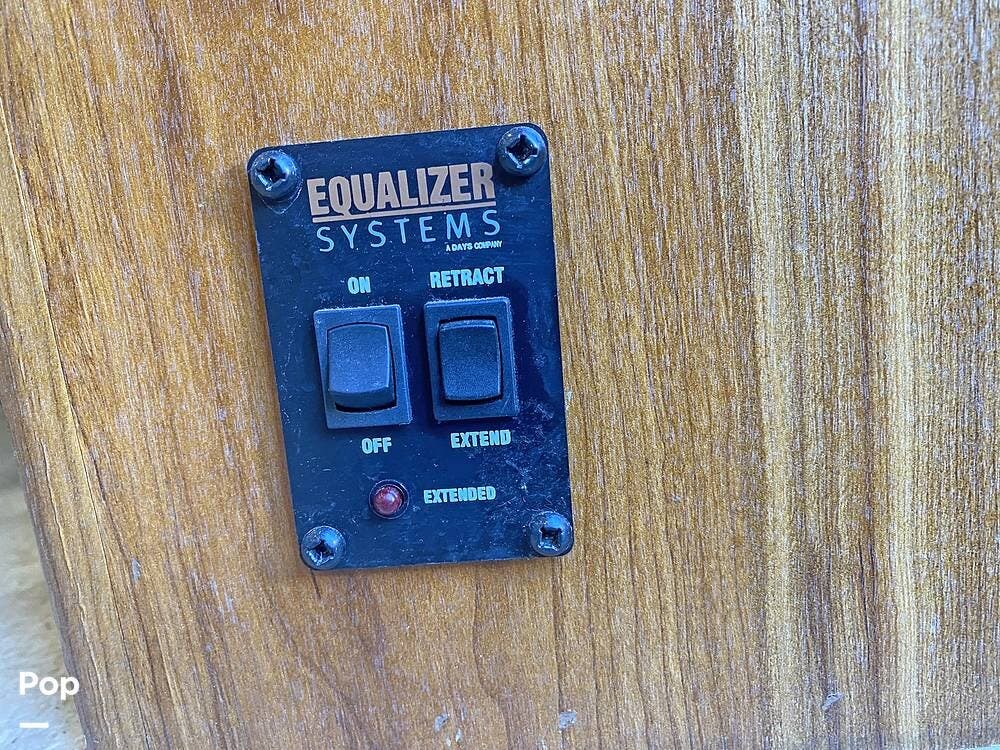 EQUALIZER
SYSTEMS
A DAYS COMPANY
ON RETRACT
OFF EXTEND
EXTENDED
Pop